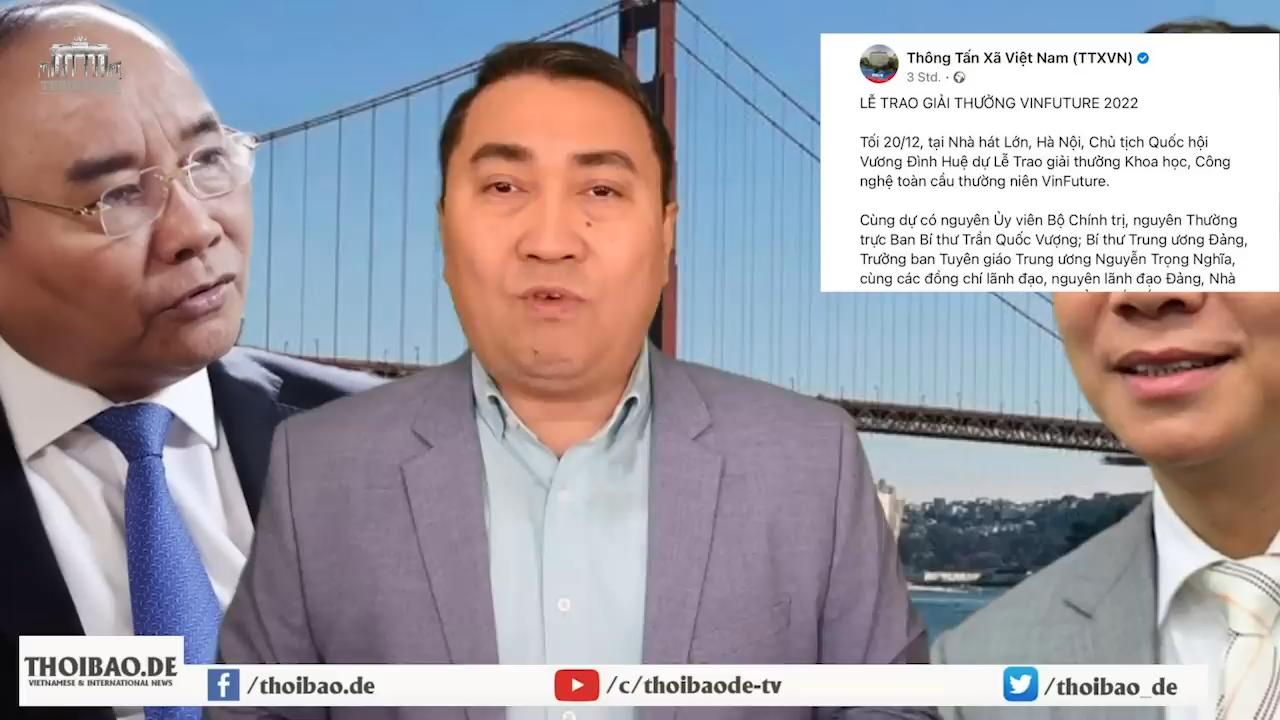 Thông Tấn Xã Việt Nam (TTXVN)
3 Std. ·
LỄ TRAO GIẢI THƯỞNG VINFUTURE 2022
Tối 20/12, tại Nhà hát Lớn, Hà Nội, Chủ tịch Quốc hội
Vương Đình Huệ dự Lễ Trao giải thưởng Khoa học, Công
nghệ toàn cầu thường niên VinFuture.
Cùng dự có nguyên Ủy viên Bộ Chính trị, nguyên Thường
trực Ban Bí thư Trần Quốc Vượng; Bí thư Trung ương Đảng,
Trưởng ban Tuyên giáo Trung ương Nguyễn Trọng Nghĩa,
cùng các đồng chí lãnh đạo, nguyên lãnh đạo Đảng, Nhà
THOIBAO.DE
VIETNAMESE & INTERNATIONAL NEWS
/thoibao.de
/c/thoibaode-tv
/thoibao_de